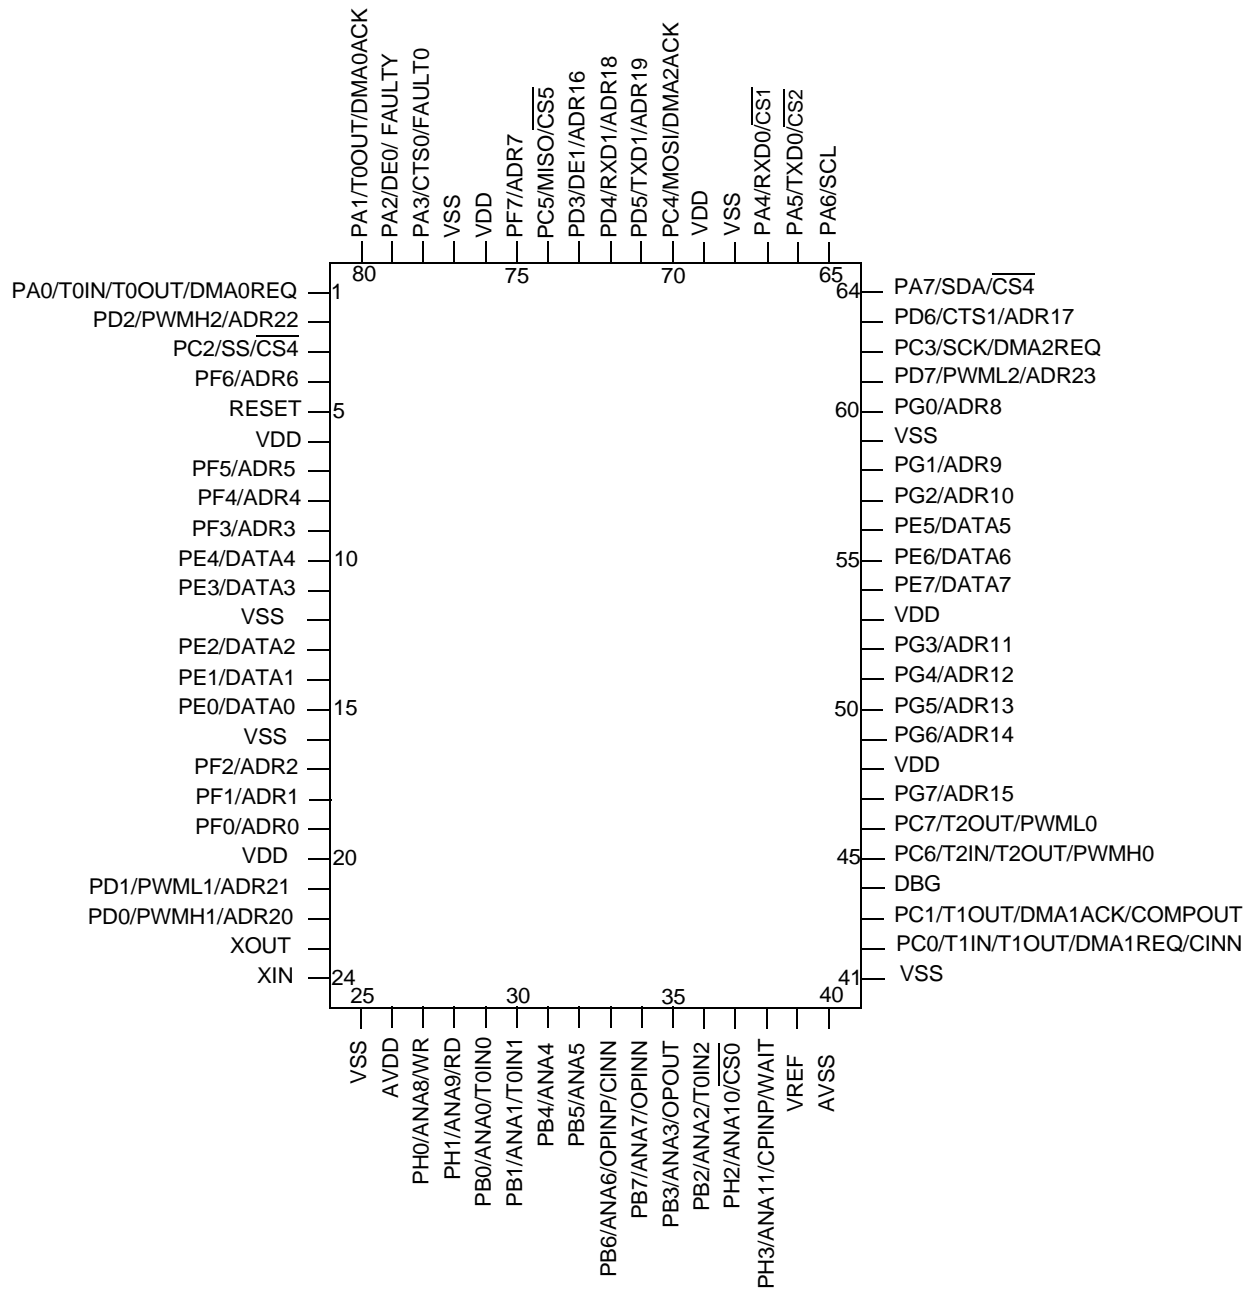 PA1/T0OUT/DMA0ACK
PA2/DE0/ FAULTY
PA3/CTS0/FAULT0
VSS
VDD
PF7/ADR7
PC5/MISO/C̅S̅5̅
PD3/DE1/ADR16
PD4/RXD1/ADR18
PD5/TXD1/ADR19
PC4/MOSI/DMA2ACK
VDD
VSS
PA4/RXD0/C̅S̅1̅
PA5/TXD0/C̅S̅2̅
PA6/SCL
80
75
70
65
PA0/T0IN/T0OUT/DMA0REQ
1
PD2/PWMH2/ADR22
PC2/SS/C̅S̅4̅
PF6/ADR6
RESET
5
VDD
PF5/ADR5
PF4/ADR4
PF3/ADR3
PE4/DATA4
10
PE3/DATA3
VSS
PE2/DATA2
PE1/DATA1
PE0/DATA0
15
VSS
PF2/ADR2
PF1/ADR1
PF0/ADR0
VDD
20
PD1/PWML1/ADR21
PD0/PWMH1/ADR20
XOUT
XIN
24
64
PA7/SDA/C̅S̅4̅
PD6/CTS1/ADR17
PC3/SCK/DMA2REQ
PD7/PWML2/ADR23
60
PG0/ADR8
VSS
PG1/ADR9
PG2/ADR10
PE5/DATA5
55
PE6/DATA6
PE7/DATA7
VDD
PG3/ADR11
PG4/ADR12
50
PG5/ADR13
PG6/ADR14
VDD
PG7/ADR15
PC7/T2OUT/PWML0
45
PC6/T2IN/T2OUT/PWMH0
DBG
PC1/T1OUT/DMA1ACK/COMPOUT
PC0/T1IN/T1OUT/DMA1REQ/CINN
41
VSS
25
30
35
40
VSS
AVDD
PH0/ANA8/WR
PH1/ANA9/RD
PB0/ANA0/T0IN0
PB1/ANA1/T0IN1
PB4/ANA4
PB5/ANA5
PB6/ANA6/OPINP/CINN
PB7/ANA7/OPINN
PB3/ANA3/OPOUT
PB2/ANA2/T0IN2
PH2/ANA10/C̅S̅0̅
PH3/ANA11/CPINP/WAIT
VREF
AVSS